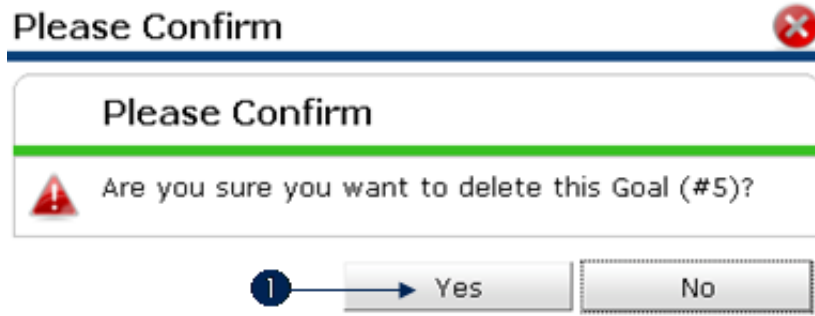 Please Confirm
Please Confirm
Are you sure you want to delete this Goal (#5)?
1 Yes No